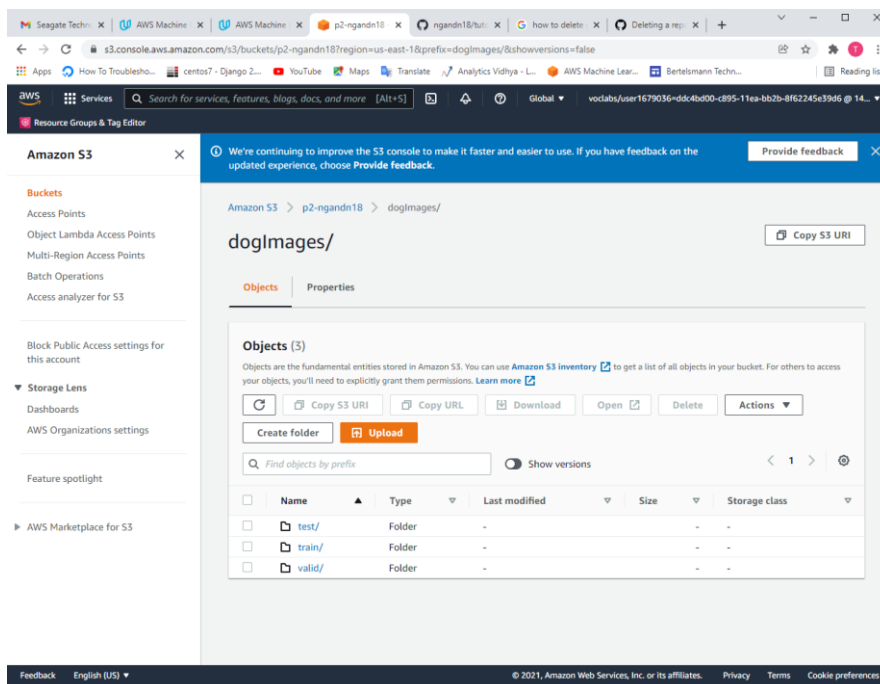 Seagate Techn
AWS Machine
AWS Machine
p2-ngandn18
ngandn18/tut
how to delete
Deleting a rep
s3.console.aws.amazon.com/s3/buckets/p2-ngandn18?region=us-east-1&prefix=dogImages/&showversions=false
Apps
How To Troublesho...
centos7 - Django 2....
YouTube
Maps
Translate
Analytics Vidhya - L...
AWS Machine Lear...
Bertelsmann Techn...
Reading lis
aws
Services
Search for services, features, blogs, docs, and more [Alt+S]
Global ▼
voclabs/user1679036=ddc4bd00-c895-11ea-bb2b-8f62245e39d6 @ 14... ▼
Resource Groups & Tag Editor
Amazon S3
Buckets
Access Points
Object Lambda Access Points
Multi-Region Access Points
Batch Operations
Access analyzer for S3
Block Public Access settings for
this account
▼ Storage Lens
Dashboards
AWS Organizations settings
Feature spotlight
▶ AWS Marketplace for S3
We're continuing to improve the S3 console to make it faster and easier to use. If you have feedback on the
updated experience, choose Provide feedback.
Provide feedback
Amazon S3 > p2-ngandn18 > dogImages/
dogImages/
Copy S3 URI
Objects
Properties
Objects (3)
Objects are the fundamental entities stored in Amazon S3. You can use Amazon S3 inventory to get a list of all objects in your bucket. For others to access
your objects, you'll need to explicitly grant them permissions. Learn more
Copy S3 URI
Copy URL
Download
Open
Delete
Actions ▼
Create folder
Upload
Find objects by prefix
Show versions
< 1 >
Name ▲ Type Last modified Size Storage class
test/ Folder - - -
train/ Folder - - -
valid/ Folder - - -
Feedback English (US) ▼
© 2021, Amazon Web Services, Inc. or its affiliates. Privacy Terms Cookie preferences